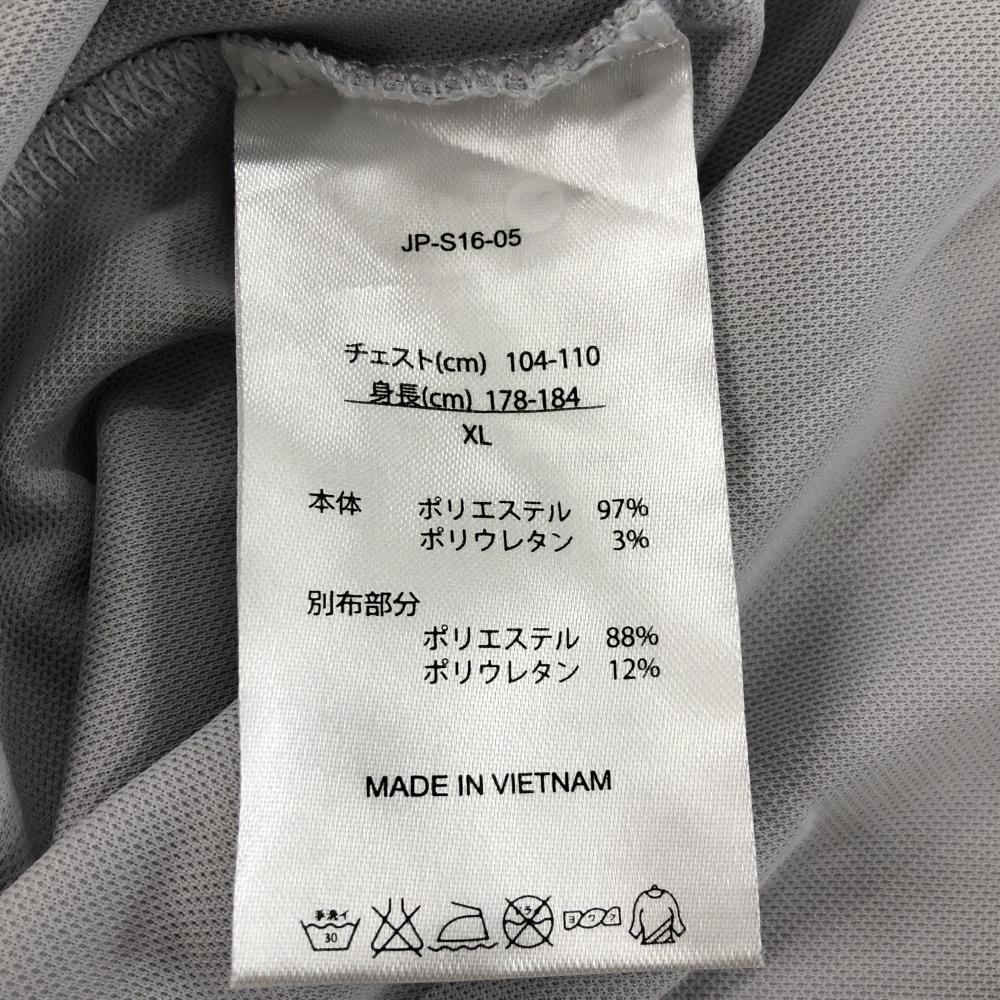 JP-S16-05
チェスト(cm) 104-110
身長(cm) 178-184
XL
本体 ポリエステル 97%
ポリウレタン 3%
別布部分
ポリエステル 88%
ポリウレタン 12%
MADE IN VIETNAM
手洗イ 30 ヨワク